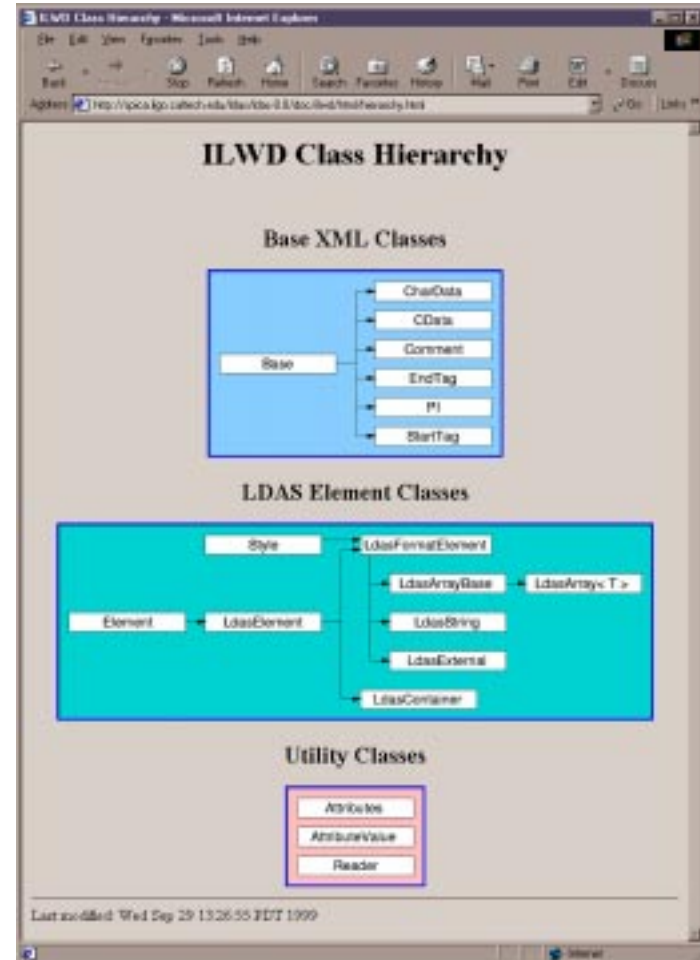 ILWD Class Hierarchy - Microsoft Internet Explorer
File Edit View Favorites Tools Help
Back Stop Refresh Home Search Favorites History Mail Print Edit Discuss
Address
Go Links
ILWD Class Hierarchy
Base XML Classes
Base
CharData
CData
Comment
EndTag
PI
StartTag
LDAS Element Classes
Style
LdasFormatElement
LdasArrayBase
LdasArray< T >
Element
LdasElement
LdasString
LdasExternal
LdasContainer
Utility Classes
Attributes
AttributeValue
Reader
Last modified: Wed Sep 29 13:26:55 PDT 1999
Internet